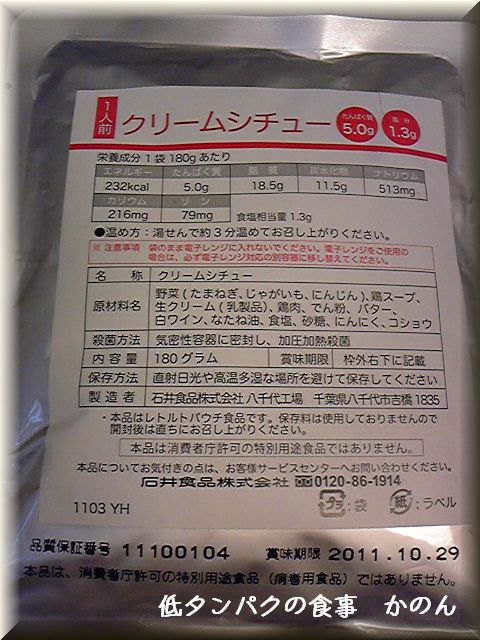 1人前 クリームシチュー たんぱく質 5.0g 塩分 1.3g
栄養成分 1袋 180gあたり
エネルギー たんぱく質 脂質 炭水化物 ナトリウム
232kcal 5.0g 18.5g 11.5g 513mg
カリウム リン
216mg 79mg 食塩相当量 1.3g
●温め方：湯せんで約3分温めてお召し上がりください。
※ 注意事項 袋のまま電子レンジに入れないでください。電子レンジをご使用の
場合は、必ず電子レンジ対応の別容器に移し替えてください。
名称 クリームシチュー
原材料名 野菜(たまねぎ、じゃがいも、にんじん)、鶏スープ、
生クリーム(乳製品)、鶏肉、でん粉、バター、
白ワイン、なたね油、食塩、砂糖、にんにく、コショウ
殺菌方法 気密性容器に密封し、加圧加熱殺菌
内容量 180グラム 賞味期限 枠外右下に記載
保存方法 直射日光や高温多湿な場所を避けて保存してください
製造者 石井食品株式会社 八千代工場 千葉県八千代市吉橋1835
・本品はレトルトパウチ食品です。保存料は使用しておりませんので
開封後は直ちにお召し上がりください。
本品は消費者庁許可の特別用途食品ではありません。
本品についてお気付きの点は、お客様サービスセンターへお問い合わせください。
石井食品株式会社 0120-86-1914
プラ：袋 紙：ラベル
1103 YH
品質保証番号 11100104 賞味期限 2011.10.29
本品は、消費者庁許可の特別用途食品（病者用食品）ではありません。
低タンパクの食事 かのん